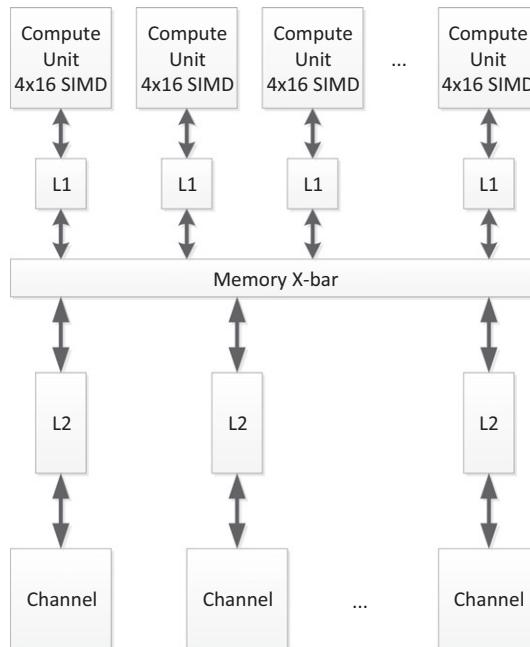 Compute
Unit
4x16 SIMD
Compute
Unit
4x16 SIMD
Compute
Unit
4x16 SIMD
...
Compute
Unit
4x16 SIMD
L1
L1
L1
L1
Memory X-bar
L2
L2
L2
Channel
Channel
...
Channel